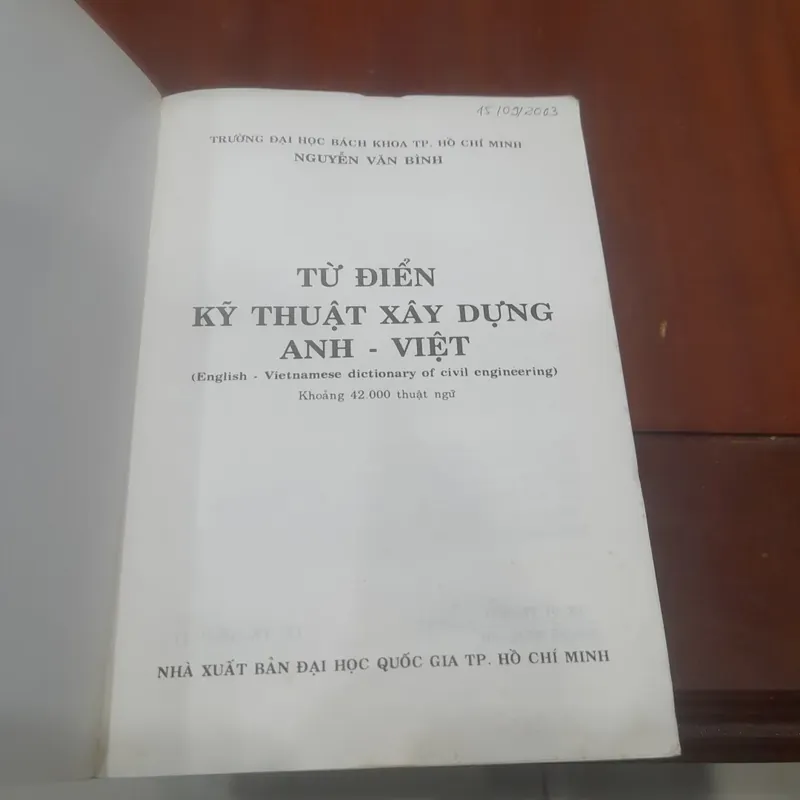 15/09/2003
TRƯỜNG ĐẠI HỌC BÁCH KHOA TP. HỒ CHÍ MINH
NGUYỄN VĂN BÌNH
TỪ ĐIỂN
KỸ THUẬT XÂY DỰNG
ANH - VIỆT
(English - Vietnamese dictionary of civil engineering)
Khoảng 42.000 thuật ngữ
NHÀ XUẤT BẢN ĐẠI HỌC QUỐC GIA TP. HỒ CHÍ MINH